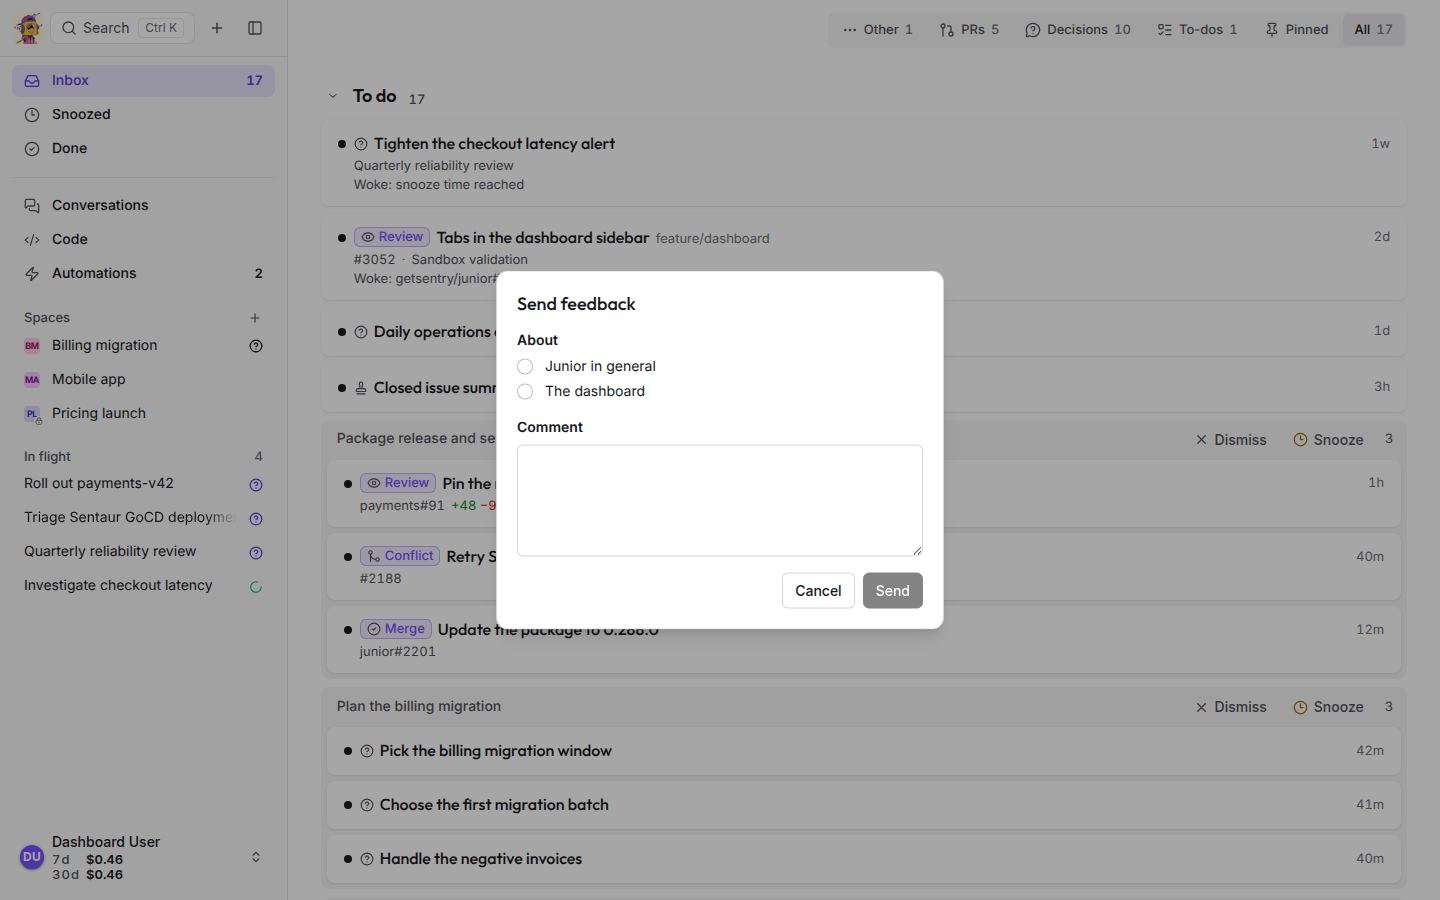 Search Ctrl K
Inbox 17
Snoozed
Done
Conversations
Code
Automations 2
Spaces
BM Billing migration
MA Mobile app
PL Pricing launch
In flight 4
Roll out payments-v42
Triage Sentaur GoCD deployme
Quarterly reliability review
Investigate checkout latency
DU Dashboard User
7d $0.46
30d $0.46
Other 1 PRs 5 Decisions 10 To-dos 1 Pinned All 17
To do 17
Tighten the checkout latency alert 1w
Quarterly reliability review
Woke: snooze time reached
Review Tabs in the dashboard sidebar feature/dashboard 2d
#3052 · Sandbox validation
Woke: getsentry/junior#
Daily operations 1d
Closed issue sum 3h
Package release and se Dismiss Snooze 3
Review Pin the 1h
payments#91 +48 −9
Conflict Retry S 40m
#2188
Merge Update the package to 0.288.0 12m
junior#2201
Plan the billing migration Dismiss Snooze 3
Pick the billing migration window 42m
Choose the first migration batch 41m
Handle the negative invoices 40m
Send feedback
About
Junior in general
The dashboard
Comment
Cancel Send